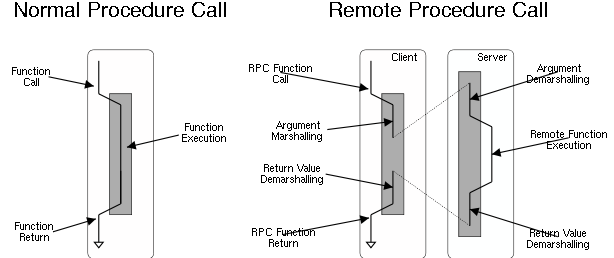 Normal Procedure Call
Function
Call
Function
Execution
Function
Return
Remote Procedure Call
Client
Server
RPC Function
Call
Argument
Marshalling
Return Value
Demarshalling
RPC Function
Return
Argument
Demarshalling
Remote Function
Execution
Return Value
Demarshalling